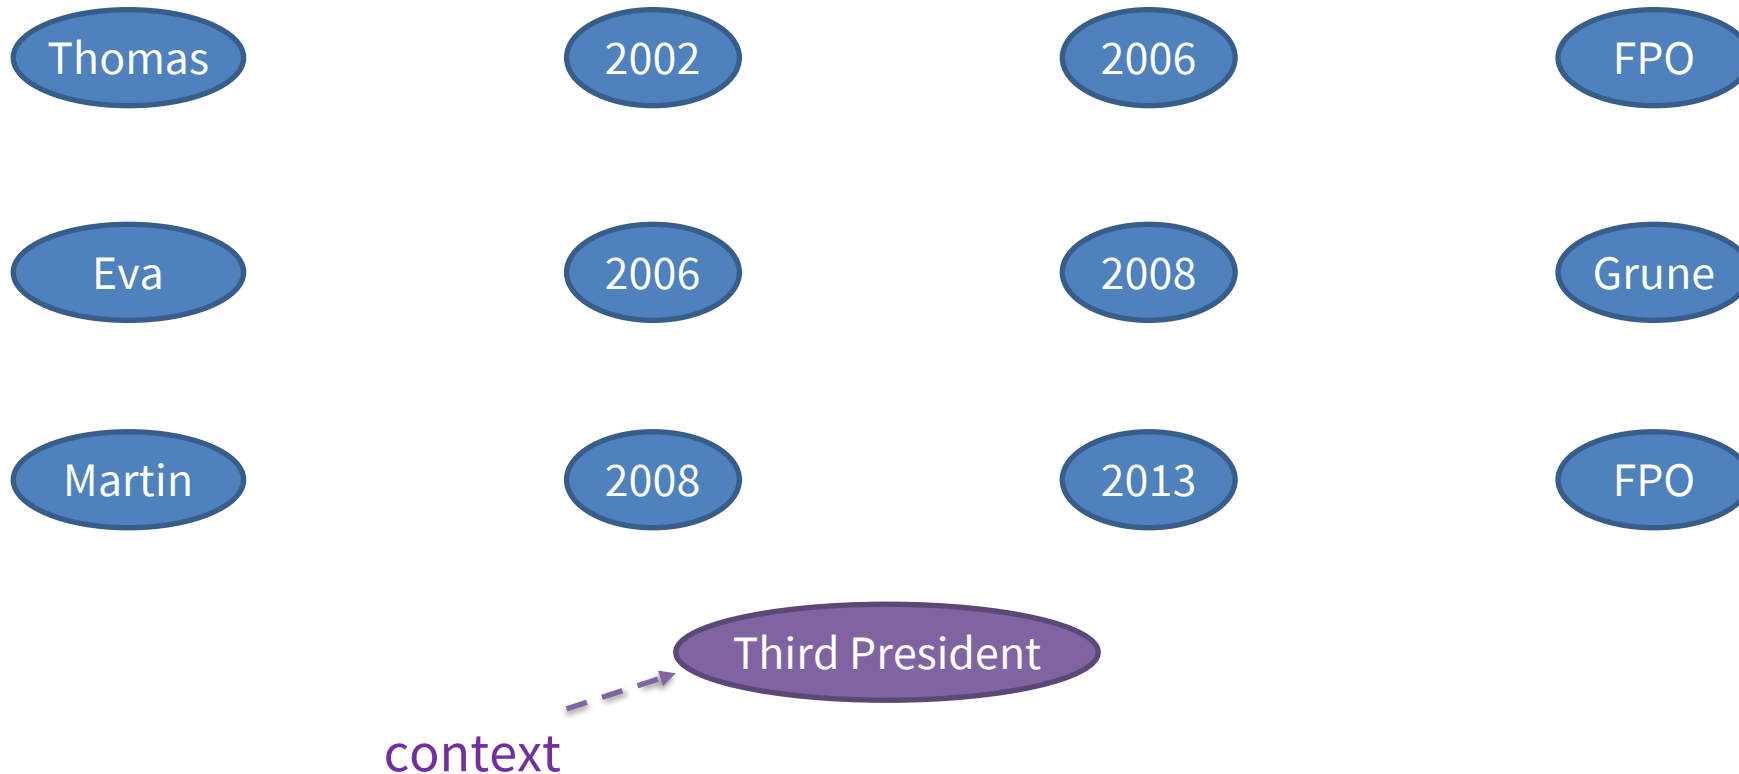 Thomas 2002 2006 FPO
Eva 2006 2008 Grune
Martin 2008 2013 FPO
Third President
context